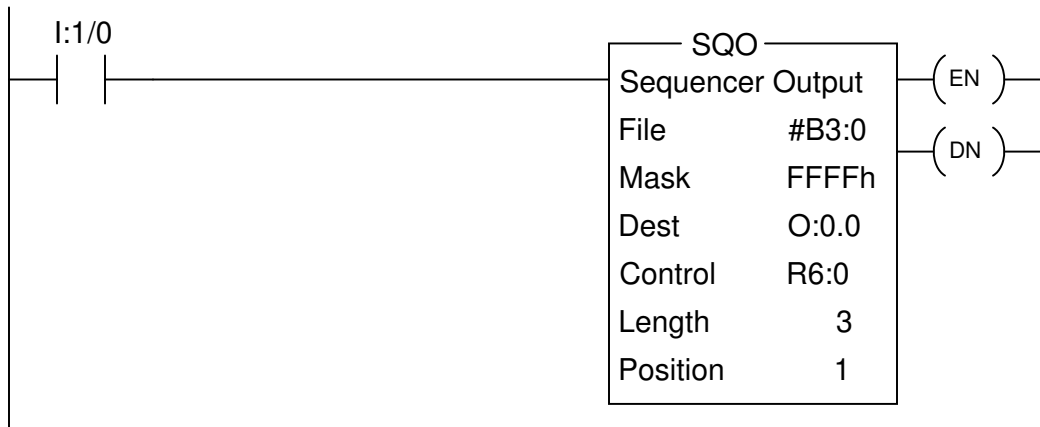 I:1/0
SQO
Sequencer Output
EN
File #B3:0
DN
Mask FFFFh
Dest O:0.0
Control R6:0
Length 3
Position 1